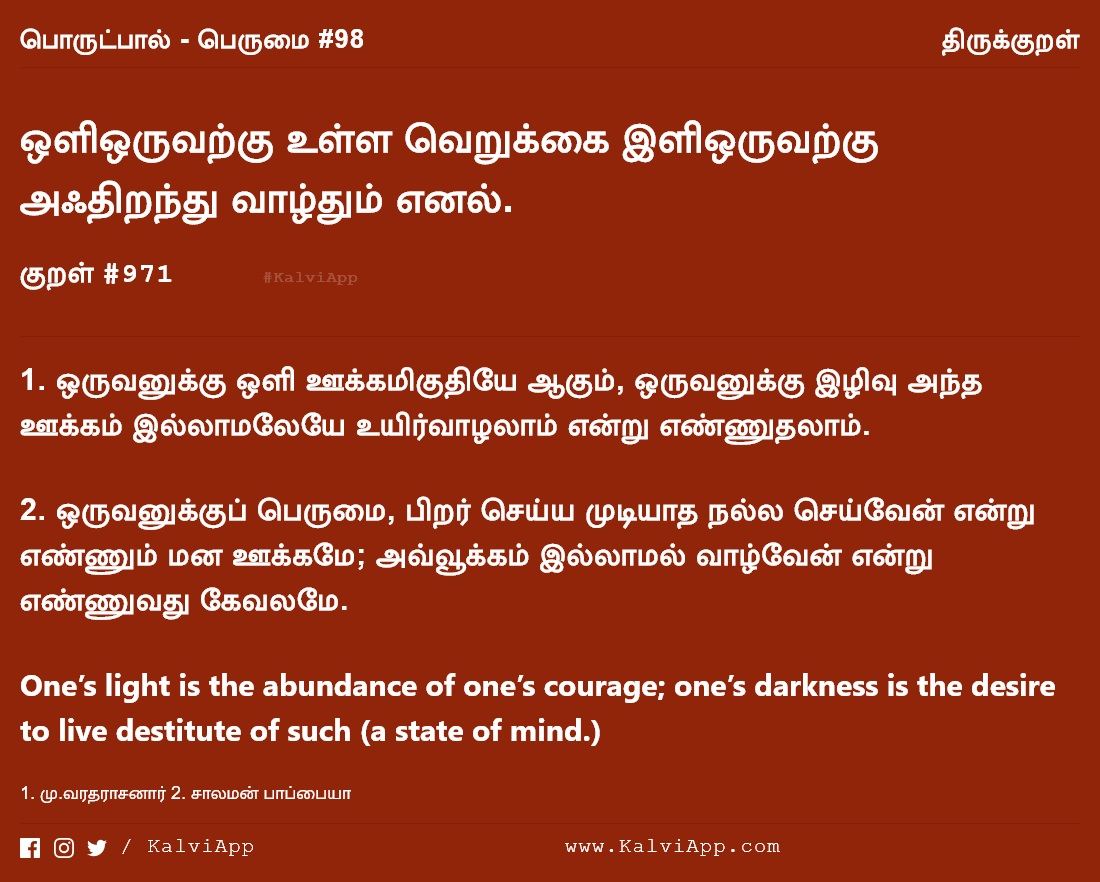 பொருட்பால் - பெருமை #98
திருக்குறள்
ஒளிஒருவற்கு உள்ள வெறுக்கை இளிஒருவற்கு
அஃதிறந்து வாழ்தும் எனல்.
குறள் #971
#KalviApp
1. ஒருவனுக்கு ஒளி ஊக்கமிகுதியே ஆகும், ஒருவனுக்கு இழிவு அந்த
ஊக்கம் இல்லாமலேயே உயிர்வாழலாம் என்று எண்ணுதலாம்.
2. ஒருவனுக்குப் பெருமை, பிறர் செய்ய முடியாத நல்ல செய்வேன் என்று
எண்ணும் மன ஊக்கமே; அவ்வூக்கம் இல்லாமல் வாழ்வேன் என்று
எண்ணுவது கேவலமே.
One’s light is the abundance of one’s courage; one’s darkness is the desire
to live destitute of such (a state of mind.)
1. மு.வரதராசனார் 2. சாலமன் பாப்பையா
/ KalviApp
www.KalviApp.com